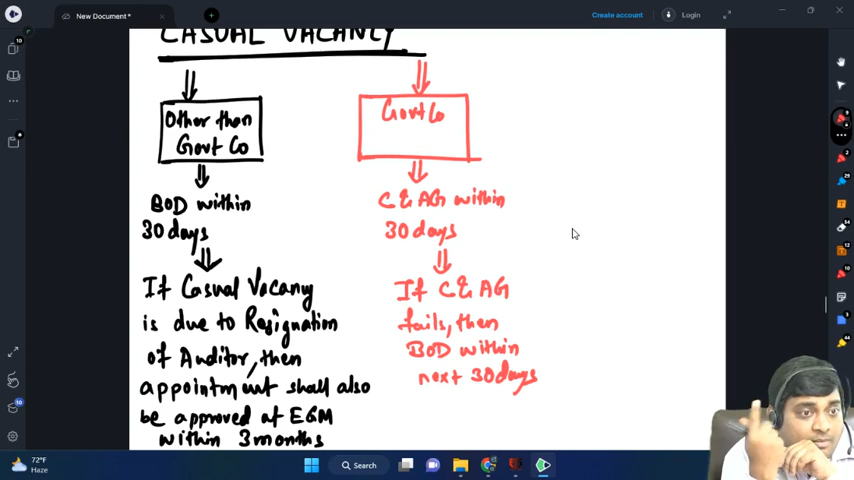 New Document*
Create account
Login
CASUAL VACANCY
Other than
Govt Co
BOD within
30 days
If Casual Vacancy
is due to Resignation
of Auditor, then
appointment shall also
be approved at EGM
within 3 months
Govt Co
C & AG within
30 days
If C & AG
fails, then
BOD within
next 30 days
72°F
Haze
Search